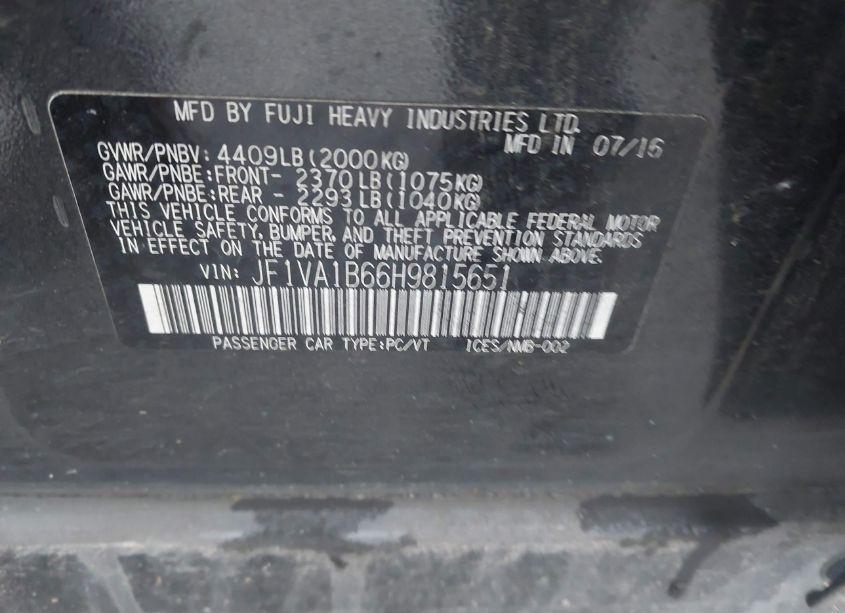 MFD BY FUJI HEAVY INDUSTRIES LTD.
MFD IN 07/16
GVWR/PNBV: 4409LB(2000KG)
GAWR/PNBE:FRONT- 2370LB(1075KG)
GAWR/PNBE:REAR - 2293LB(1040KG)
THIS VEHICLE CONFORMS TO ALL APPLICABLE FEDERAL MOTOR
VEHICLE SAFETY, BUMPER, AND THEFT PREVENTION STANDARDS
IN EFFECT ON THE DATE OF MANUFACTURE SHOWN ABOVE.
VIN: JF1VA1B66H9815651
PASSENGER CAR TYPE:PC/VT ICES/NMB-002